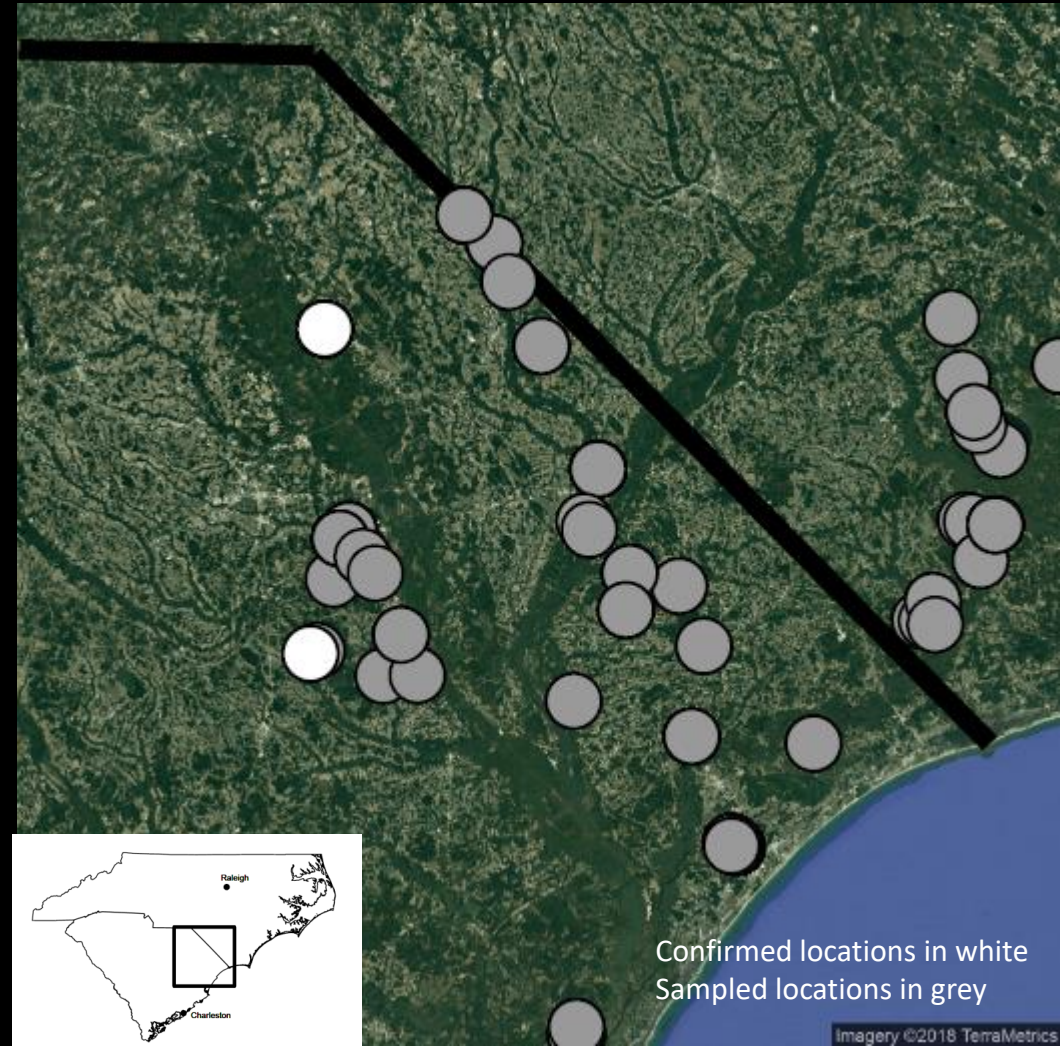 Raleigh
Charleston
Confirmed locations in white
Sampled locations in grey
Imagery ©2018 TerraMetrics